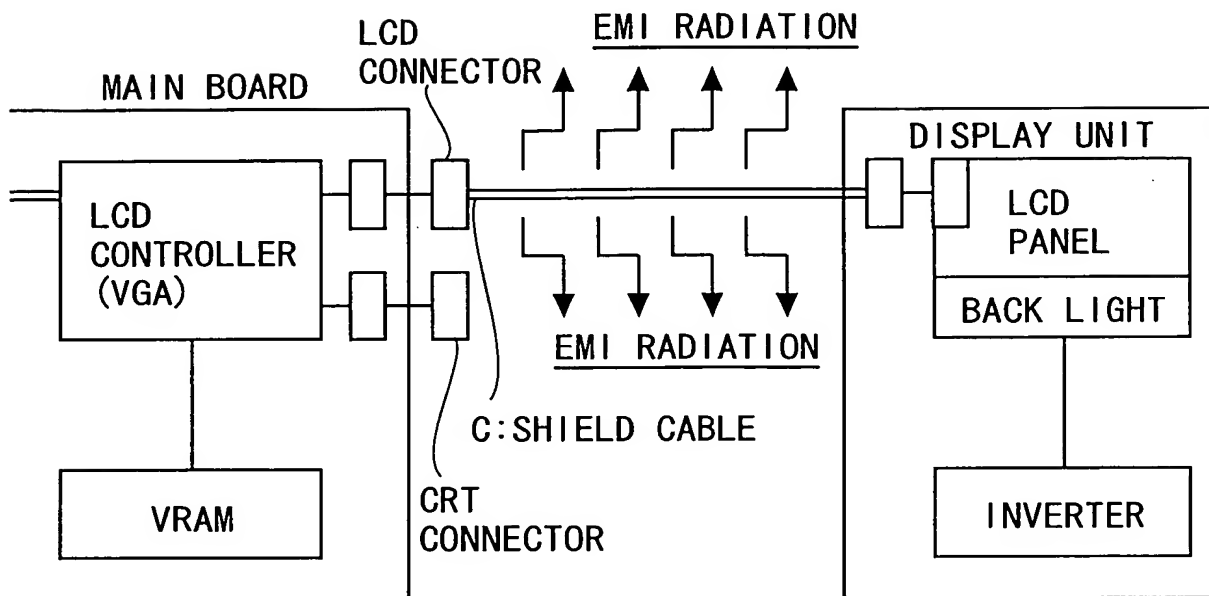 EMI RADIATION
LCD
CONNECTOR
MAIN BOARD
DISPLAY UNIT
LCD
CONTROLLER
(VGA)
LCD
PANEL
BACK LIGHT
EMI RADIATION
C:SHIELD CABLE
VRAM
CRT
CONNECTOR
INVERTER